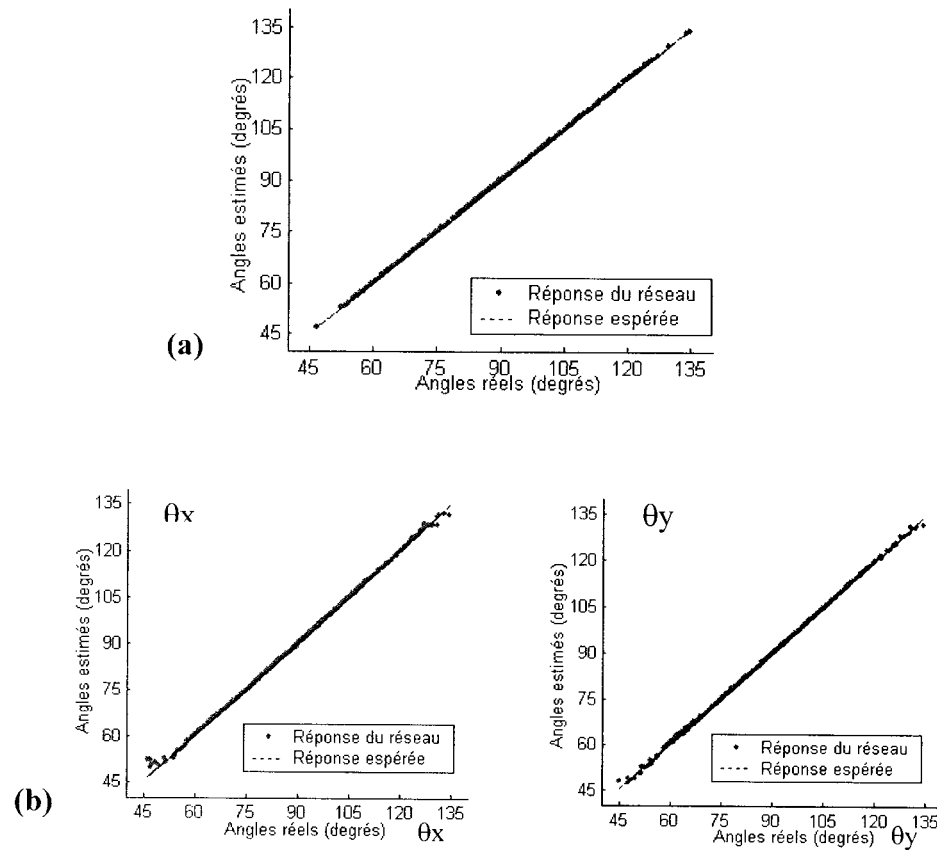 135
120
105
90
75
60
45
Angles estimés (degrés)
Réponse du réseau
Réponse espérée
45 60 75 90 105 120 135
Angles réels (degrés)
(a)
θx
135
120
105
90
75
60
45
Angles estimés (degrés)
Réponse du réseau
Réponse espérée
45 60 75 90 105 120 135
Angles réels (degrés) θx
θy
135
120
105
90
75
60
45
Angles estimés (degrés)
Réponse du réseau
Réponse espérée
45 60 75 90 105 120 135
Angles réels (degrés) θy
(b)